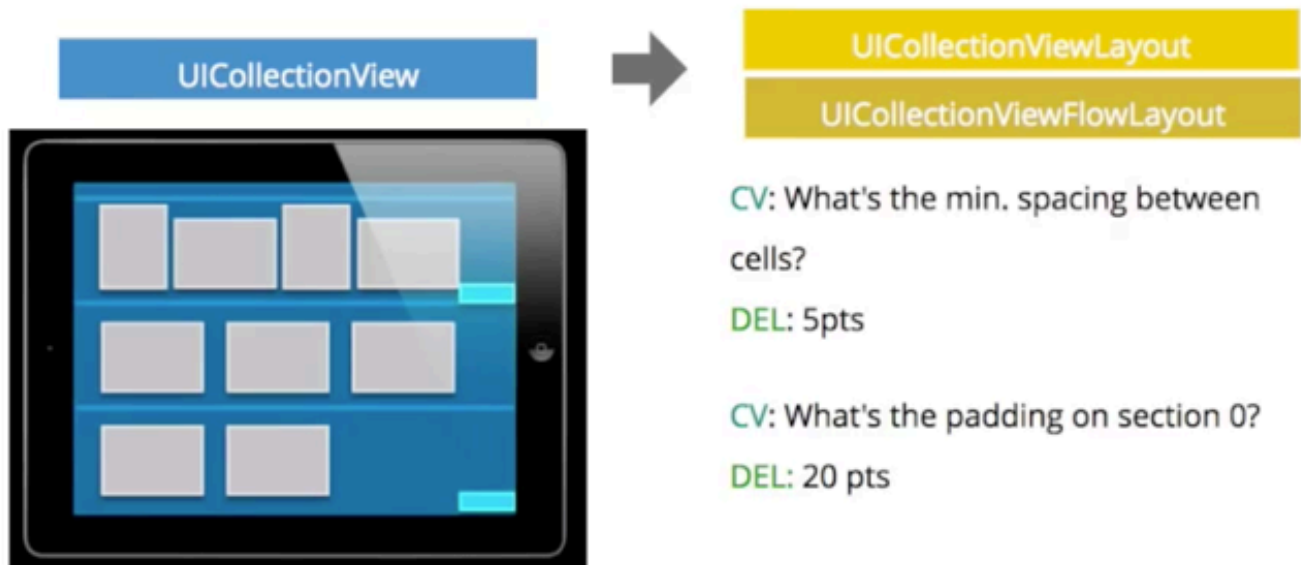 UICollectionView
UICollectionViewLayout
UICollectionViewFlowLayout
CV: What's the min. spacing between
cells?
DEL: 5pts
CV: What's the padding on section 0?
DEL: 20 pts